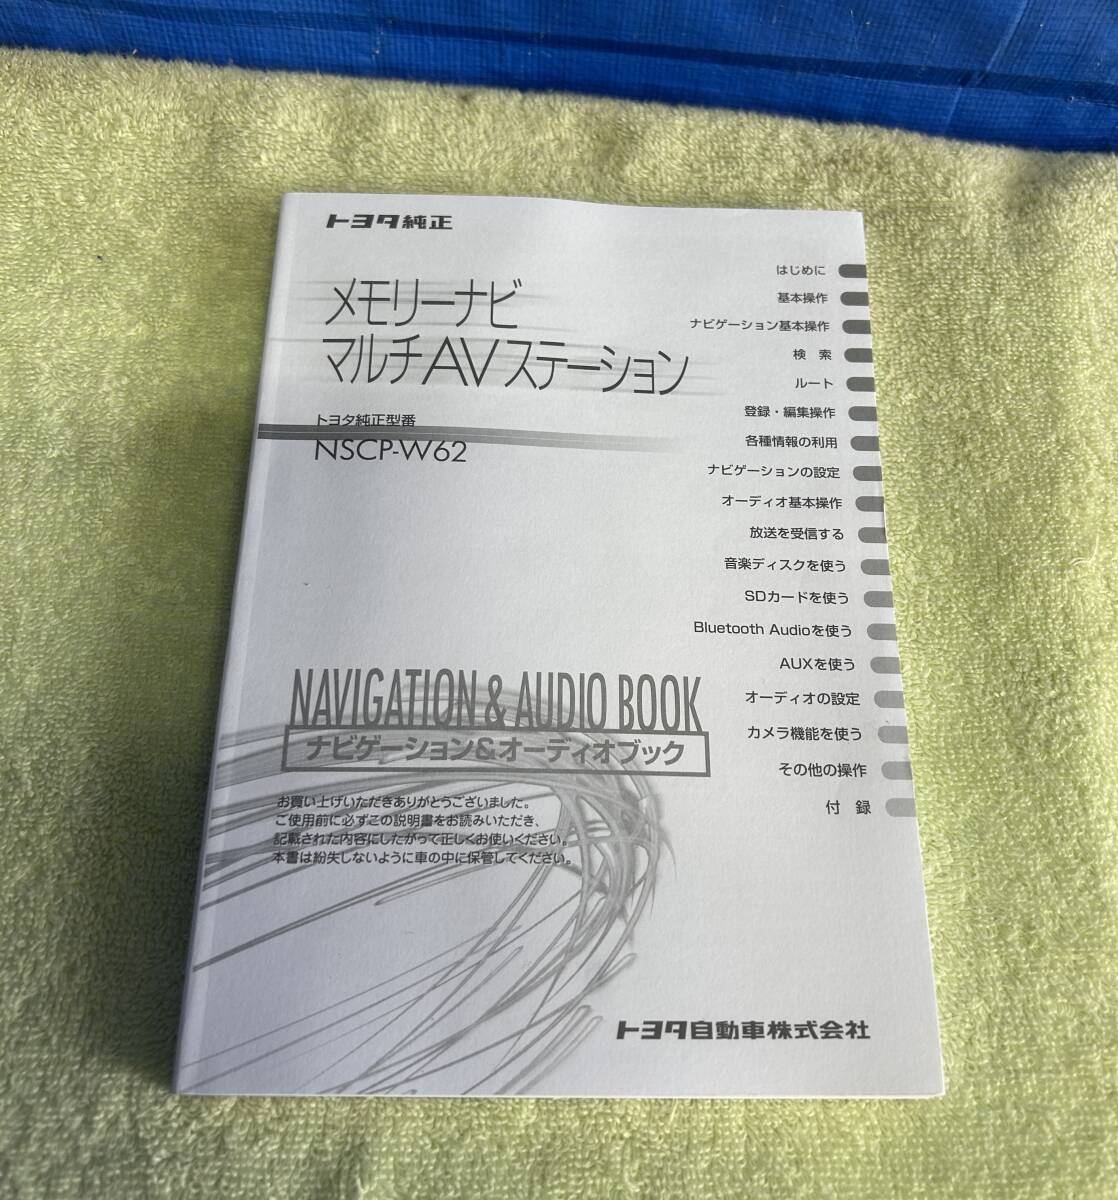 トヨタ純正
メモリーナビ
マルチAVステーション
トヨタ純正型番
NSCP-W62
はじめに
基本操作
ナビゲーション基本操作
検 索
ルート
登録・編集操作
各種情報の利用
ナビゲーションの設定
オーディオ基本操作
放送を受信する
音楽ディスクを使う
SDカードを使う
Bluetooth Audioを使う
AUXを使う
オーディオの設定
カメラ機能を使う
その他の操作
付 録
NAVIGATION & AUDIO BOOK
ナビゲーション&オーディオブック
お買い上げいただきありがとうございました。
ご使用前に必ずこの説明書をお読みいただき、
記載された内容にしたがって正しくお使いください。
本書は紛失しないように車の中に保管してください。
トヨタ自動車株式会社